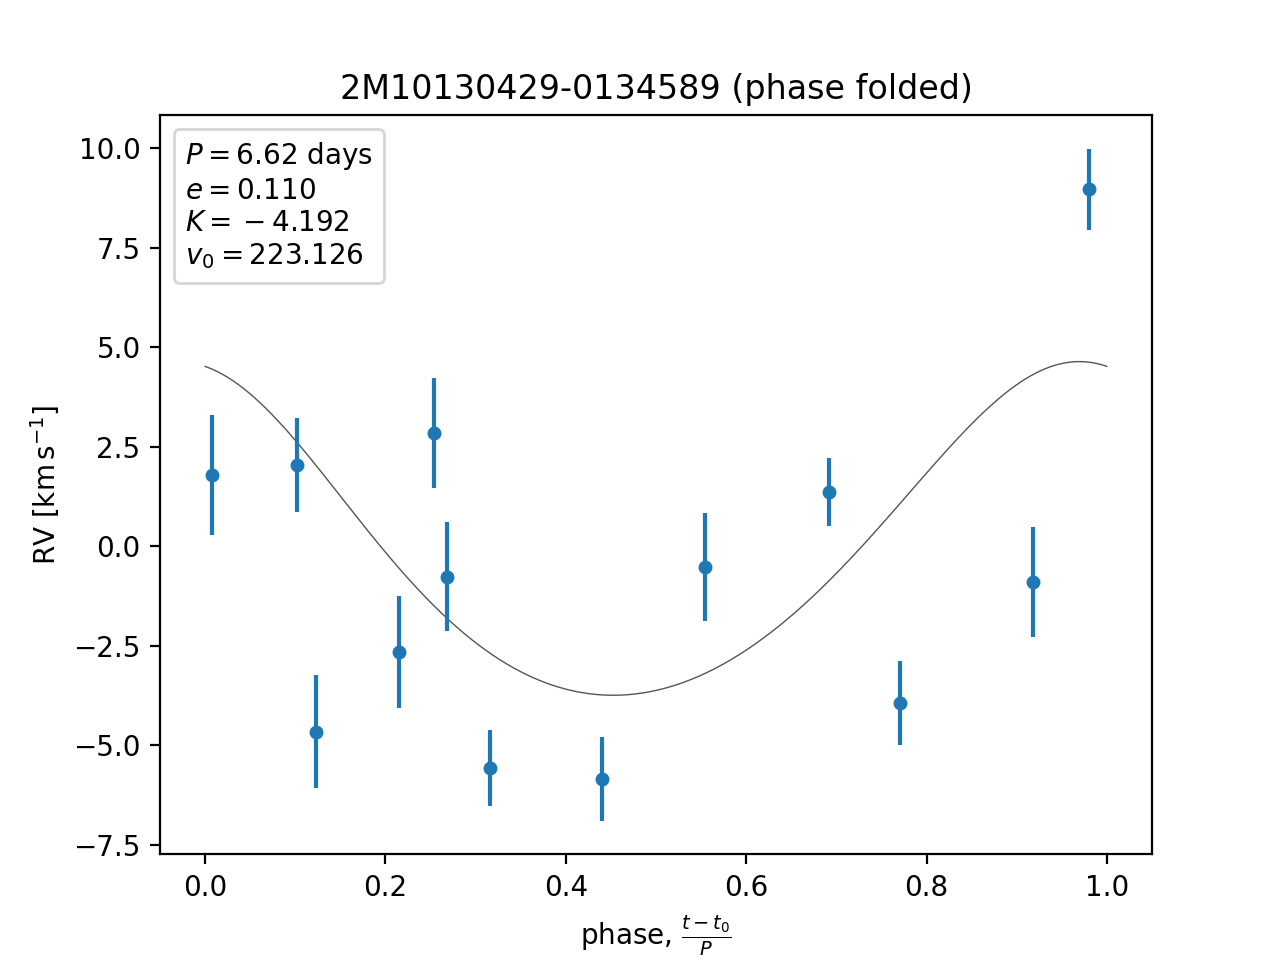 2M10130429-0134589 (phase folded)
P = 6.62 days
e = 0.110
K = −4.192
v₀ = 223.126
10.0
7.5
5.0
2.5
0.0
−2.5
−5.0
−7.5
RV [km s⁻¹]
0.0 0.2 0.4 0.6 0.8 1.0
phase, (t − t₀)/P